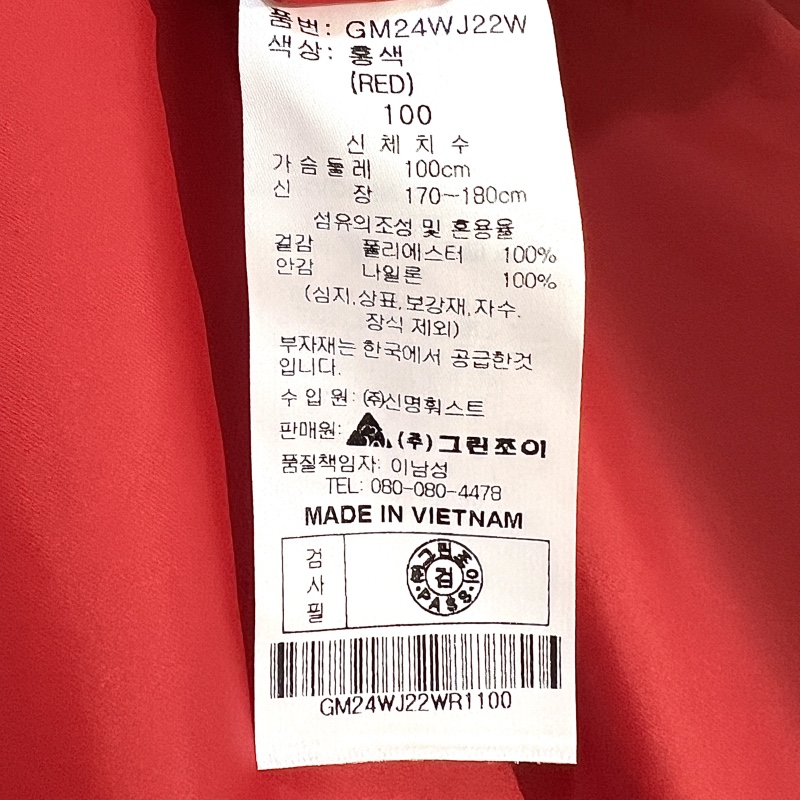 품번: GM24WJ22W
색상: 홍색
(RED)
100
신 체 치 수
가슴둘레 100cm
신 장 170~180cm
섬유의조성 및 혼용율
겉감 폴리에스터 100%
안감 나일론 100%
(심지,상표,보강재,자수.
장식 제외)
부자재는 한국에서 공급한것
입니다.
수 입 원: ㈜신명훠스트
판매원: (주)그린조이
품질책임자: 이남성
TEL: 080-080-4478
MADE IN VIETNAM
검사필
그린조이
검
PASS
GM24WJ22WR1100